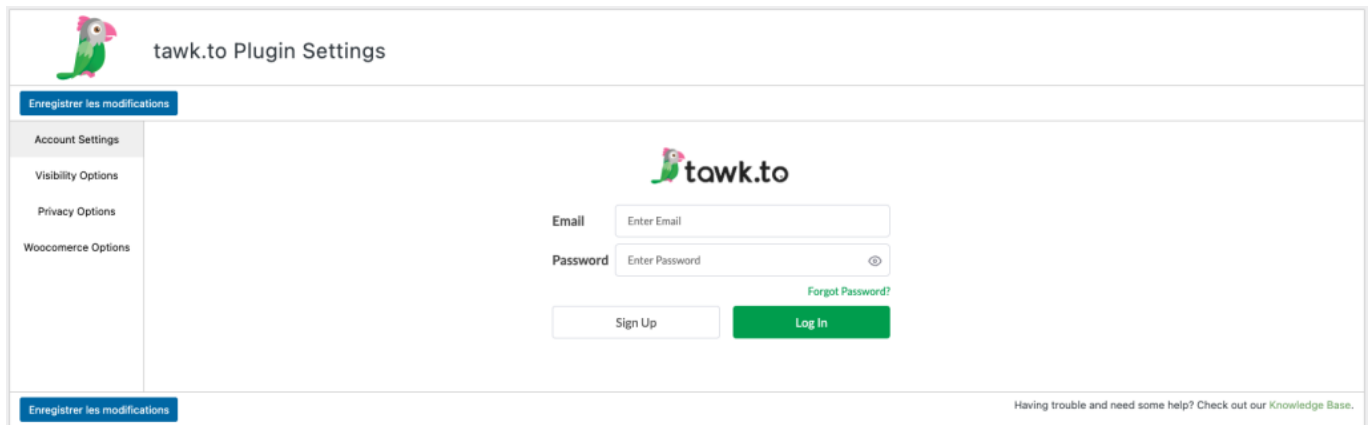 tawk.to Plugin Settings
Enregistrer les modifications
Account Settings
Visibility Options
Privacy Options
Woocomerce Options
tawk.to
Email
Enter Email
Password
Enter Password
Forgot Password?
Sign Up
Log In
Enregistrer les modifications
Having trouble and need some help? Check out our Knowledge Base.